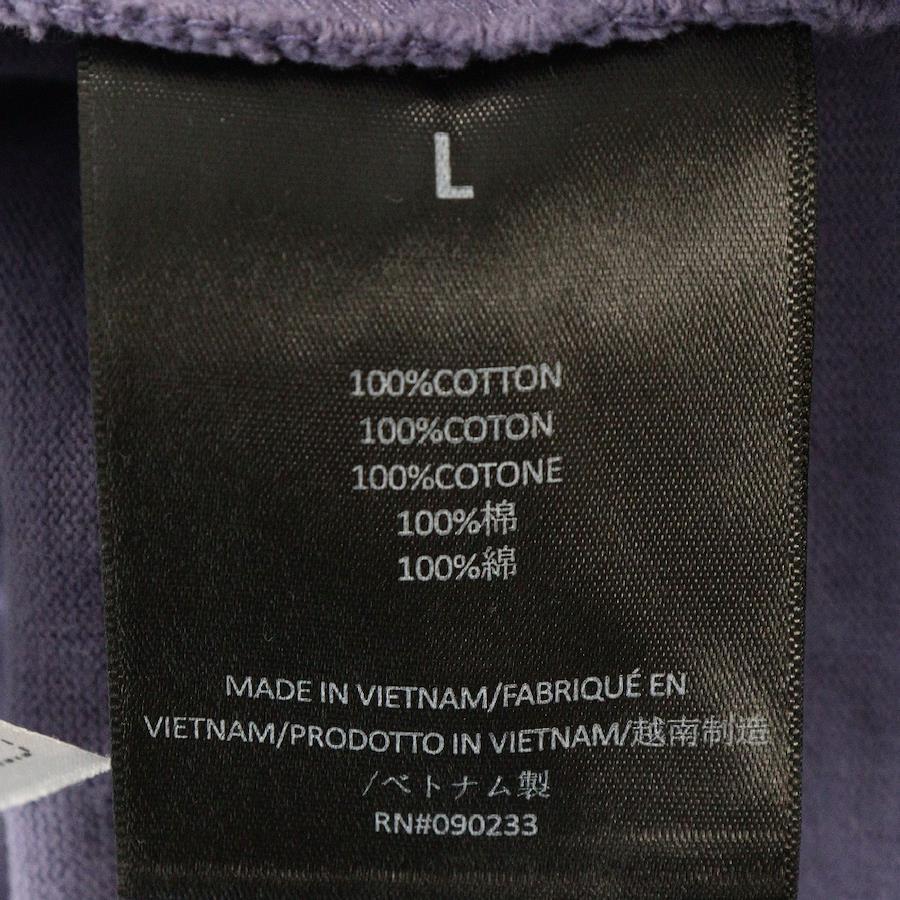 L
100%COTTON
100%COTON
100%COTONE
100%棉
100%綿
MADE IN VIETNAM/FABRIQUÉ EN
VIETNAM/PRODOTTO IN VIETNAM/越南制造
/ベトナム製
RN#090233